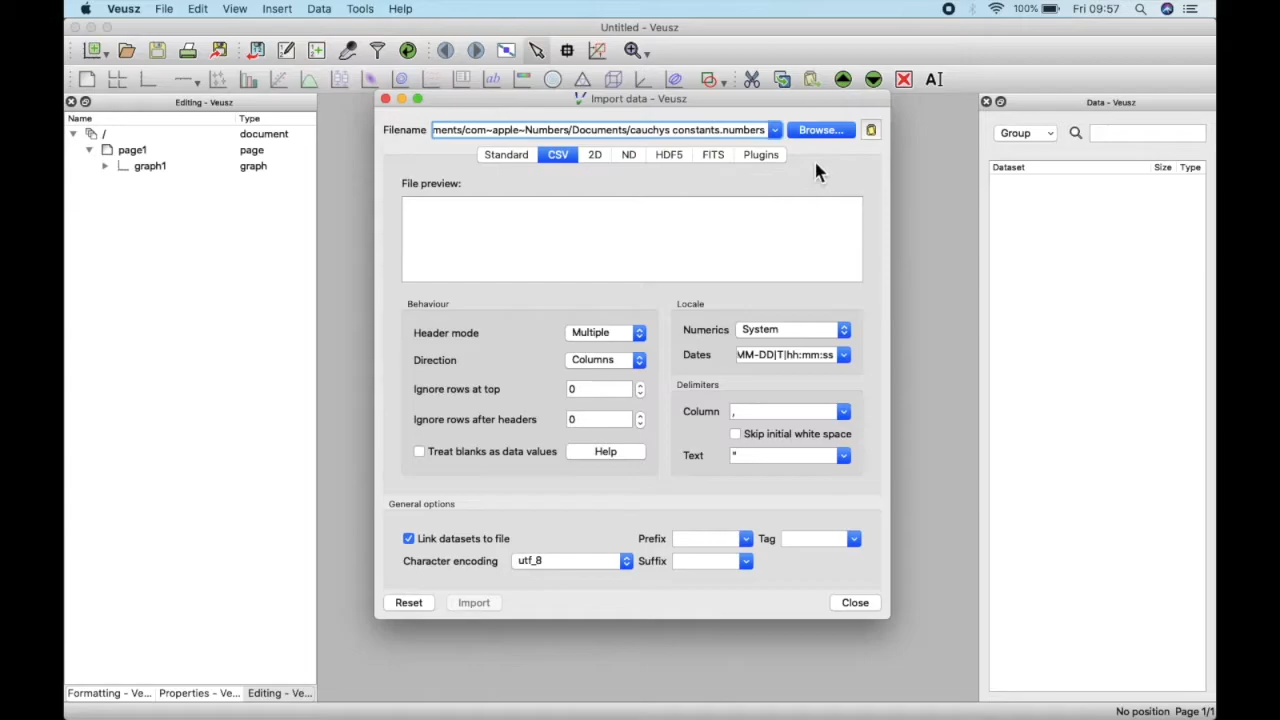 Veusz File Edit View Insert Data Tools Help 100% Fri 09:57
Untitled - Veusz
ab
AI
Editing - Veusz
Name Type
/ document
page1 page
graph1 graph
Formatting - Ve... Properties - Ve... Editing - Ve...
Import data - Veusz
Filename ments/com~apple~Numbers/Documents/cauchys constants.numbers Browse...
Standard CSV 2D ND HDF5 FITS Plugins
File preview:
Behaviour
Header mode Multiple
Direction Columns
Ignore rows at top 0
Ignore rows after headers 0
Treat blanks as data values Help
Locale
Numerics System
Dates MM-DD|T|hh:mm:ss
Delimiters
Column ,
Skip initial white space
Text "
General options
Link datasets to file Prefix Tag
Character encoding utf_8 Suffix
Reset Import Close
Data - Veusz
Group
Dataset Size Type
No position Page 1/1